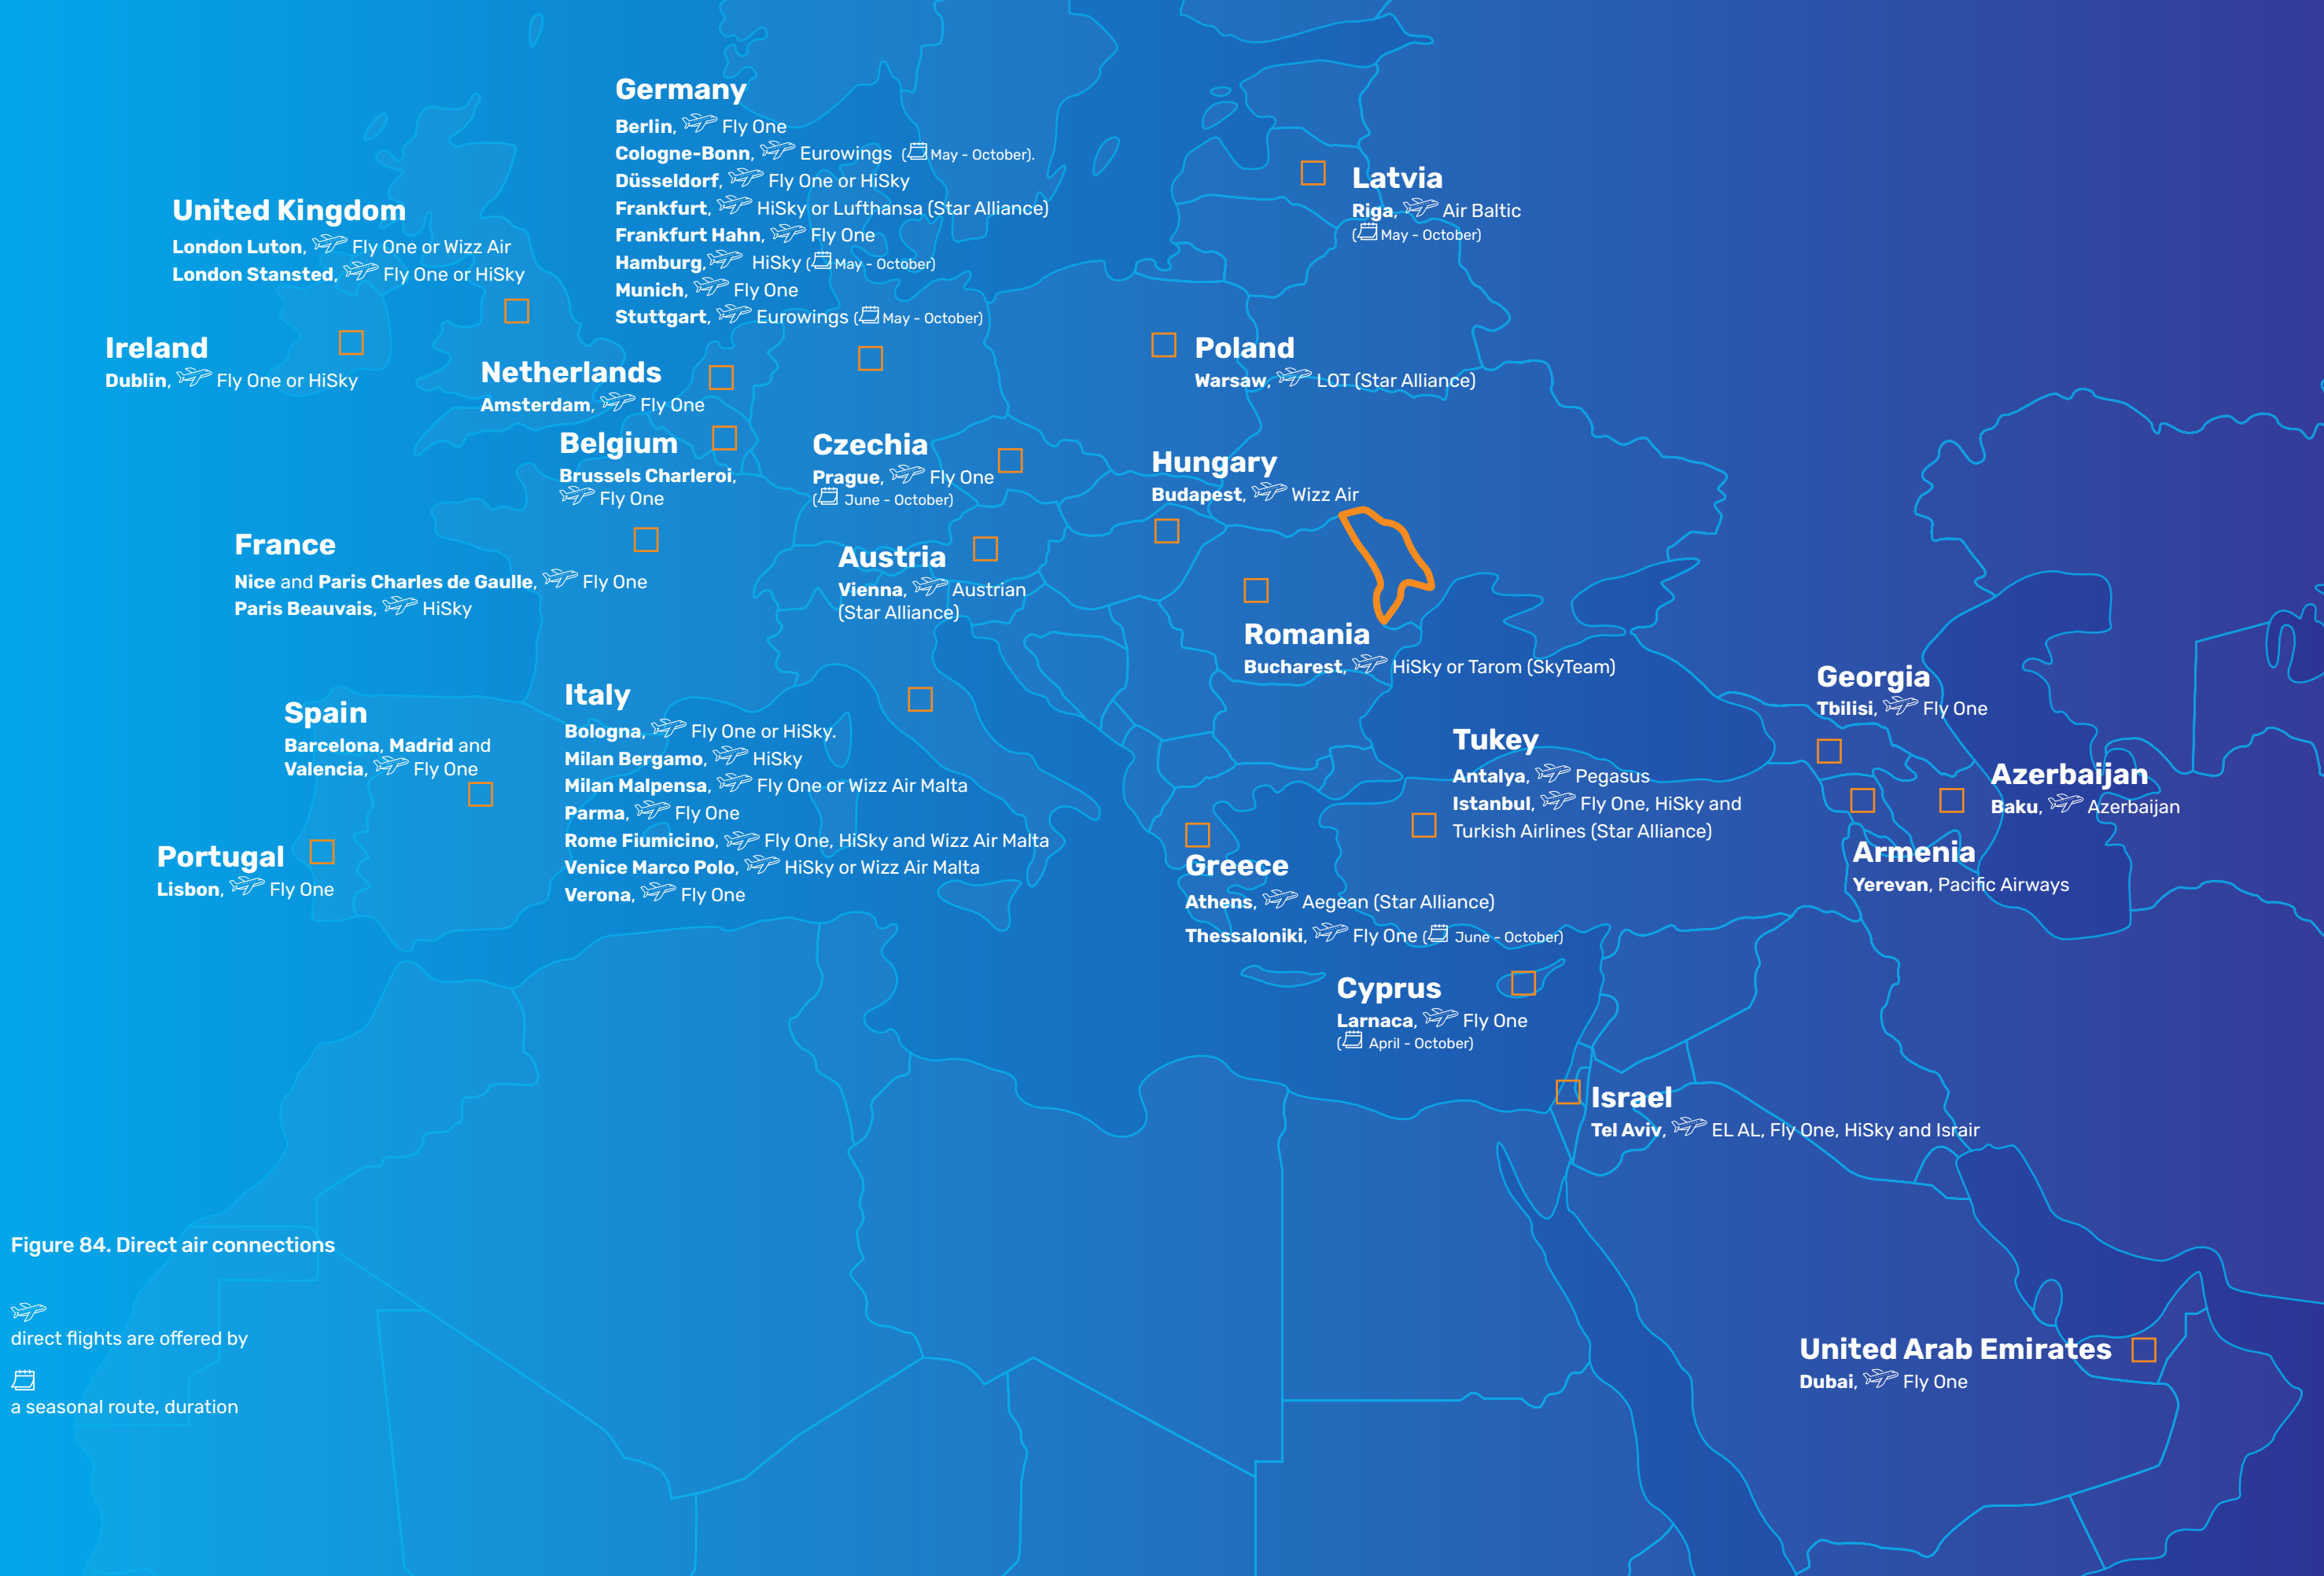 Germany
Berlin, Fly One
Cologne-Bonn, Eurowings (May - October).
Düsseldorf, Fly One or HiSky
Frankfurt, HiSky or Lufthansa (Star Alliance)
Frankfurt Hahn, Fly One
Hamburg, HiSky (May - October)
Munich, Fly One
Stuttgart, Eurowings (May - October)
Latvia
Riga, Air Baltic
(May - October)
United Kingdom
London Luton, Fly One or Wizz Air
London Stansted, Fly One or HiSky
Ireland
Dublin, Fly One or HiSky
Netherlands
Amsterdam, Fly One
Poland
Warsaw, LOT (Star Alliance)
Belgium
Brussels Charleroi,
Fly One
Czechia
Prague, Fly One
(June - October)
Hungary
Budapest, Wizz Air
France
Nice and Paris Charles de Gaulle, Fly One
Paris Beauvais, HiSky
Austria
Vienna, Austrian
(Star Alliance)
Romania
Bucharest, HiSky or Tarom (SkyTeam)
Georgia
Tbilisi, Fly One
Spain
Barcelona, Madrid and
Valencia, Fly One
Italy
Bologna, Fly One or HiSky.
Milan Bergamo, HiSky
Milan Malpensa, Fly One or Wizz Air Malta
Parma, Fly One
Rome Fiumicino, Fly One, HiSky and Wizz Air Malta
Venice Marco Polo, HiSky or Wizz Air Malta
Verona, Fly One
Tukey
Antalya, Pegasus
Istanbul, Fly One, HiSky and
Turkish Airlines (Star Alliance)
Azerbaijan
Baku, Azerbaijan
Portugal
Lisbon, Fly One
Greece
Athens, Aegean (Star Alliance)
Thessaloniki, Fly One (June - October)
Armenia
Yerevan, Pacific Airways
Cyprus
Larnaca, Fly One
(April - October)
Israel
Tel Aviv, EL AL, Fly One, HiSky and Israir
Figure 84. Direct air connections
direct flights are offered by
a seasonal route, duration
United Arab Emirates
Dubai, Fly One